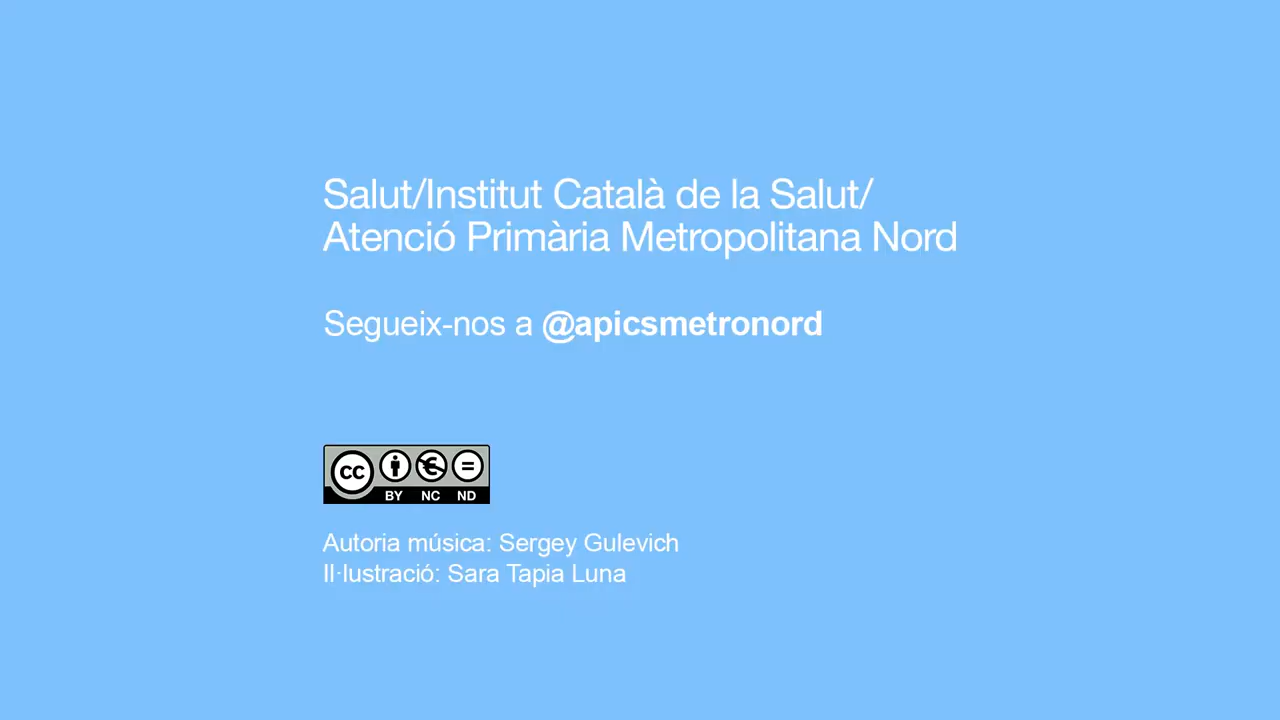 Salut/Institut Català de la Salut/
Atenció Primària Metropolitana Nord
Segueix-nos a @apicsmetronord
cc
BY NC ND
Autoria música: Sergey Gulevich
Il·lustració: Sara Tapia Luna